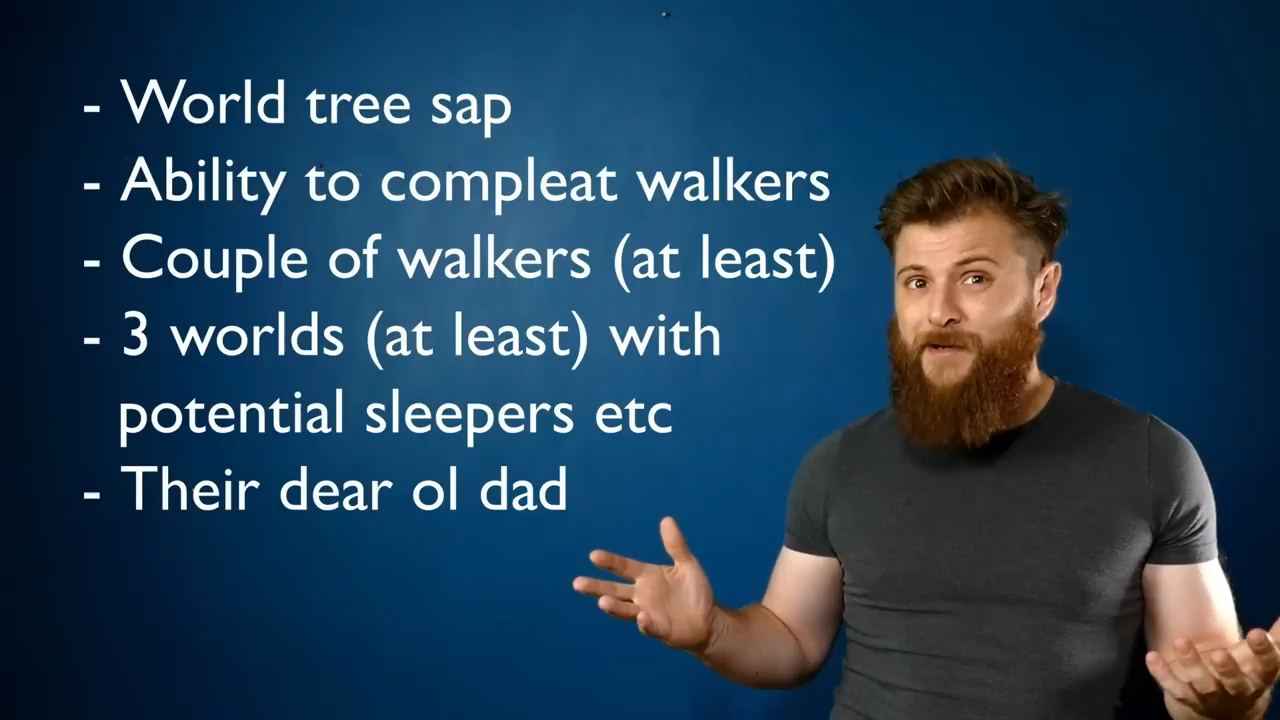 - World tree sap
- Ability to compleat walkers
- Couple of walkers (at least)
- 3 worlds (at least) with
potential sleepers etc
- Their dear ol dad